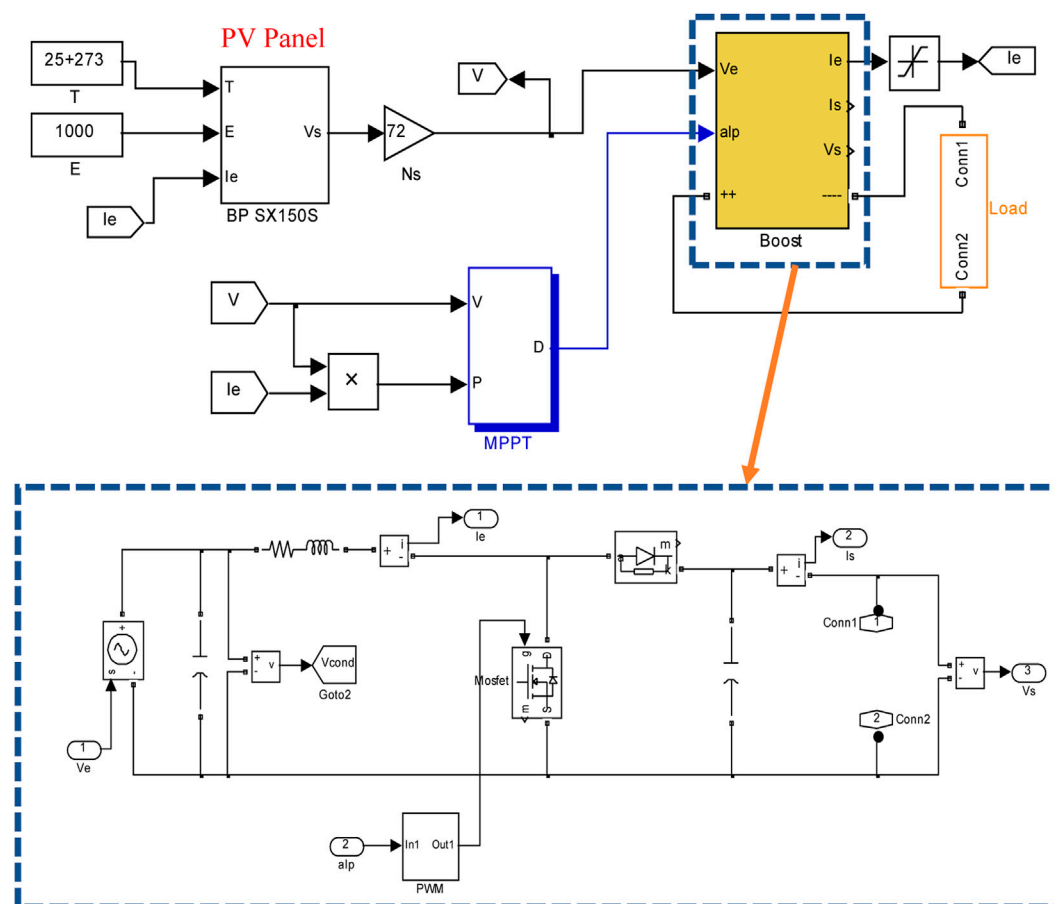 PV Panel
25+273
T
1000
E
Ie
T
E
Ie
Vs
BP SX150S
72
Ns
V
Ve
alp
++
Ie
Is
Vs
----
Boost
Ie
Conn1
Conn2
Load
V
Ie
×
V
P
D
MPPT
1
Ie
+
-
i
a
m
k
+
-
i
2
Is
+
-
s
+
-
v
Vcond
Goto2
1
Ve
Mosfet
g
D
m
S
Conn1
1
2
Conn2
+
-
v
3
Vs
2
alp
In1
Out1
PWM